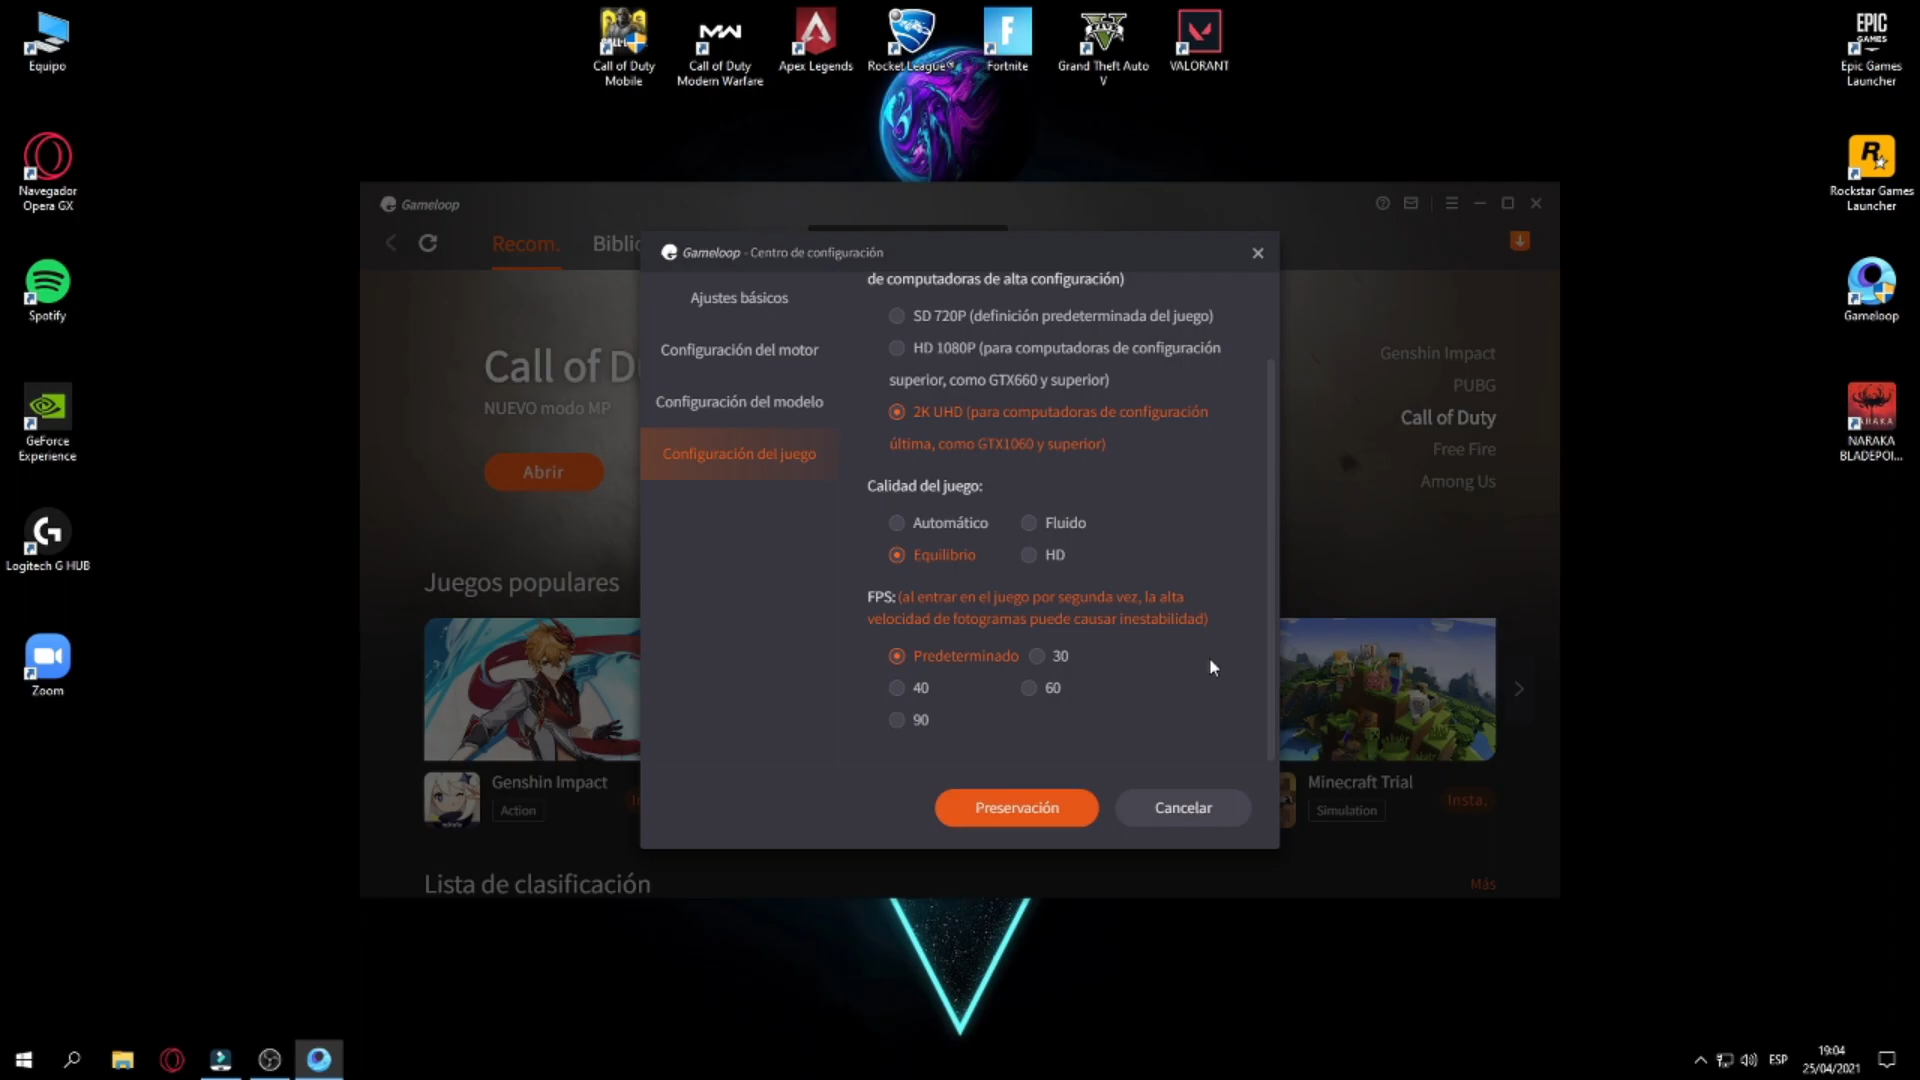 Equipo
Navegador
Opera GX
Spotify
GeForce
Experience
Logitech G HUB
Zoom
Call of Duty
Mobile
Call of Duty
Modern Warfare
Apex Legends
Rocket League®
Fortnite
Grand Theft Auto
V
VALORANT
EPIC
GAMES
Epic Games
Launcher
Rockstar Games
Launcher
Gameloop
NARAKA
BLADEPOI...
Gameloop
Recom.
Biblic
Call of D
NUEVO modo MP
Abrir
Genshin Impact
PUBG
Call of Duty
Free Fire
Among Us
Juegos populares
Genshin Impact
Action
Minecraft Trial
Simulation
Insta.
Lista de clasificación
Más
Gameloop - Centro de configuración
Ajustes básicos
Configuración del motor
Configuración del modelo
Configuración del juego
de computadoras de alta configuración)
SD 720P (definición predeterminada del juego)
HD 1080P (para computadoras de configuración
superior, como GTX660 y superior)
2K UHD (para computadoras de configuración
última, como GTX1060 y superior)
Calidad del juego:
Automático
Fluido
Equilibrio
HD
FPS: (al entrar en el juego por segunda vez, la alta
velocidad de fotogramas puede causar inestabilidad)
Predeterminado
30
40
60
90
Preservación
Cancelar
ESP
19:04
25/04/2021